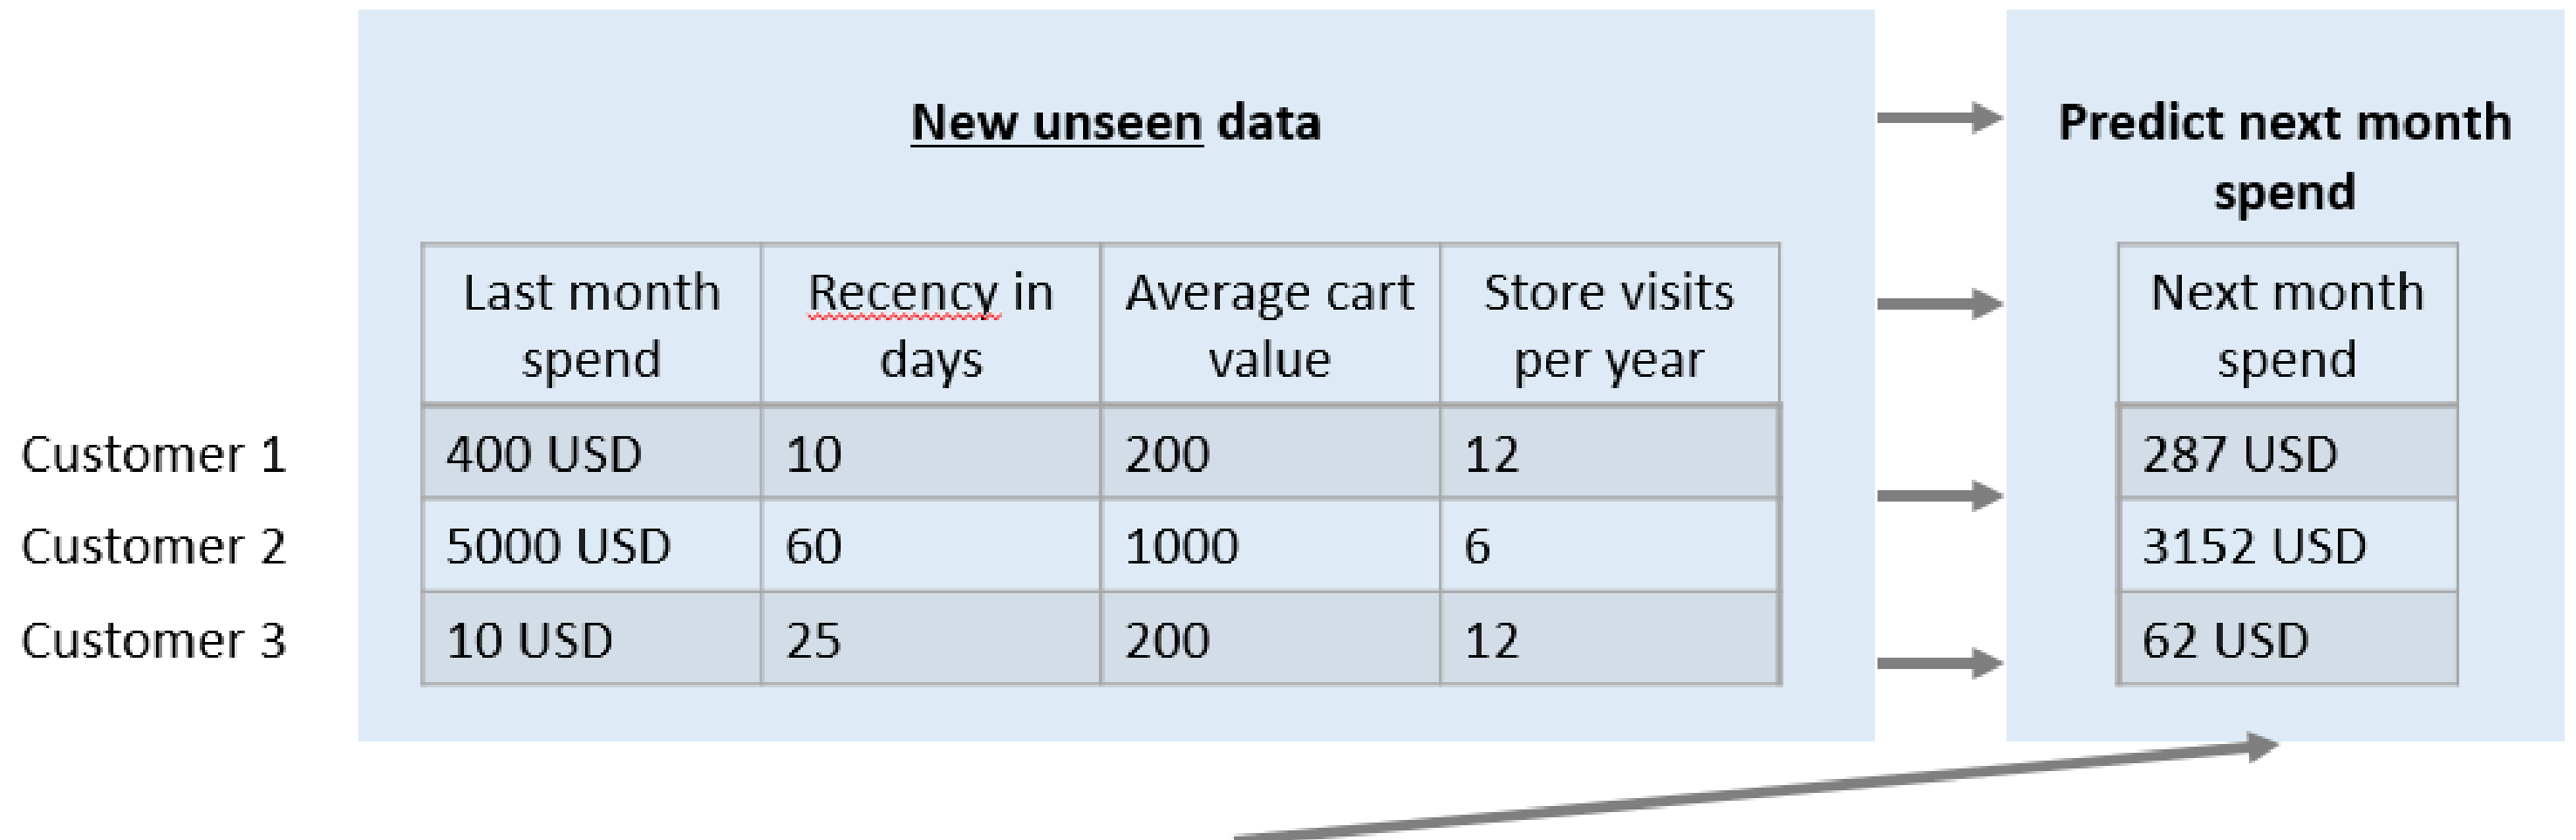 New unseen data
Predict next month
spend
Last month
spend
Recency in
days
Average cart
value
Store visits
per year
Next month
spend
Customer 1 400 USD 10 200 12 287 USD
Customer 2 5000 USD 60 1000 6 3152 USD
Customer 3 10 USD 25 200 12 62 USD